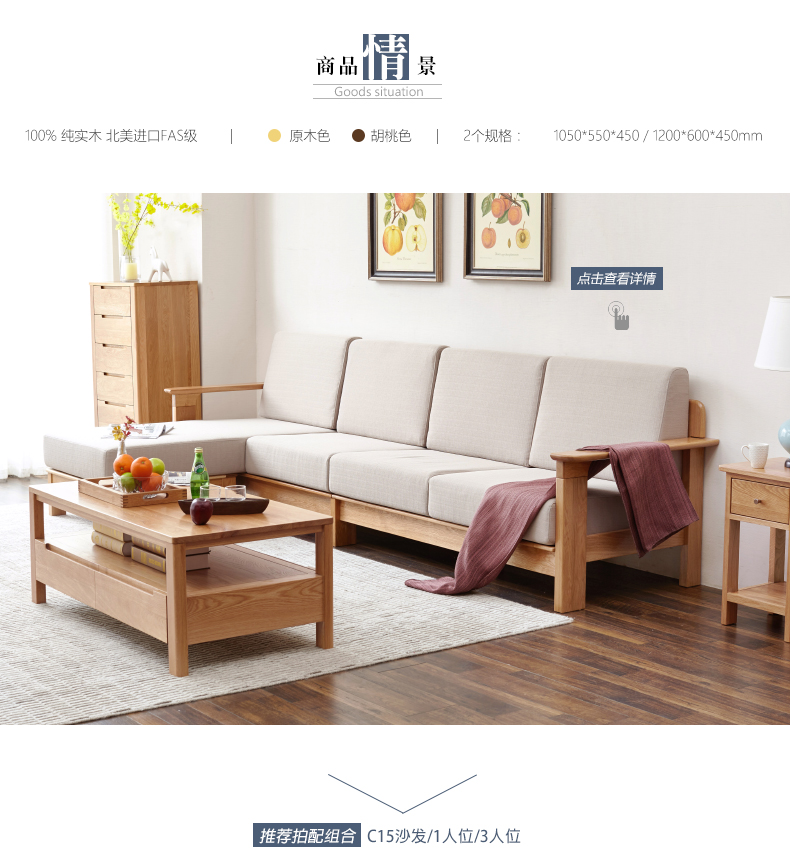 商品情景
Goods situation
100% 纯实木 北美进口FAS级 | 原木色 胡桃色 | 2个规格： 1050*550*450 / 1200*600*450mm
点击查看详情
推荐拍配组合 C15沙发/1人位/3人位